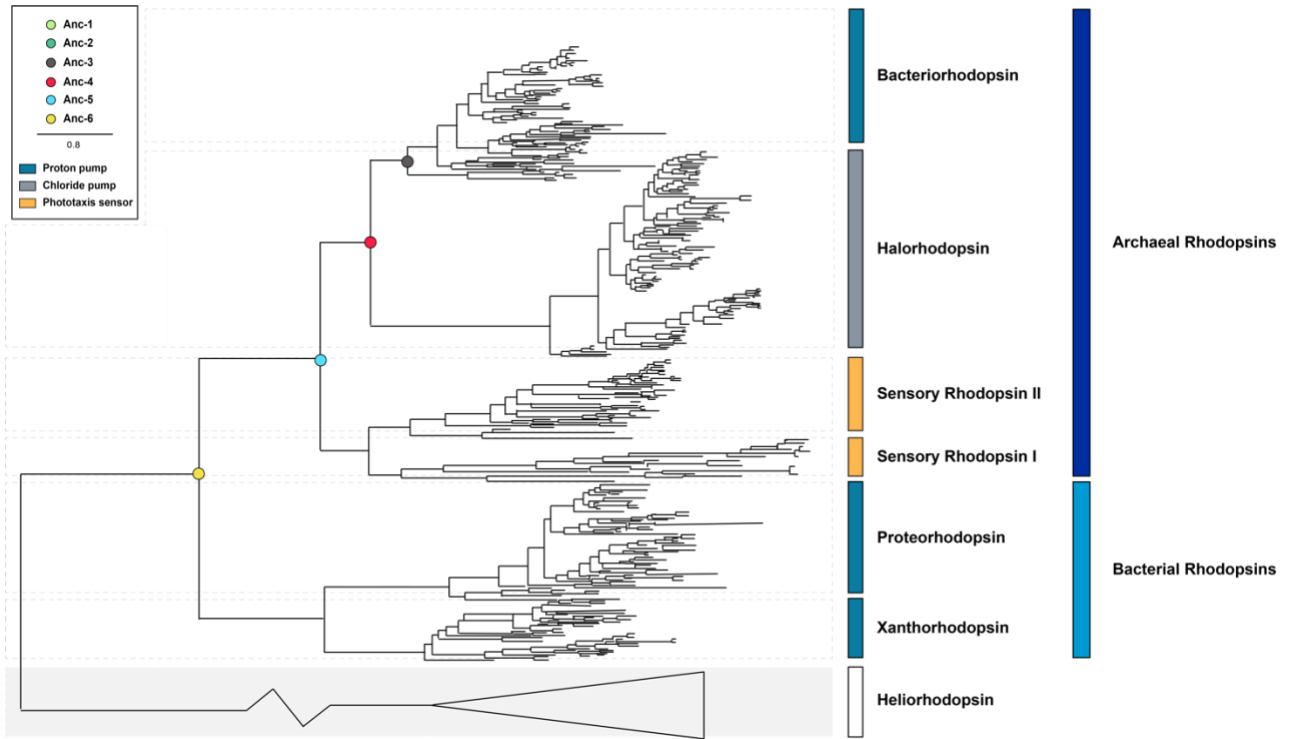 Anc-1
Anc-2
Anc-3
Anc-4
Anc-5
Anc-6
0.8
Proton pump
Chloride pump
Phototaxis sensor
Bacteriorhodopsin
Halorhodopsin
Archaeal Rhodopsins
Sensory Rhodopsin II
Sensory Rhodopsin I
Proteorhodopsin
Bacterial Rhodopsins
Xanthorhodopsin
Heliorhodopsin